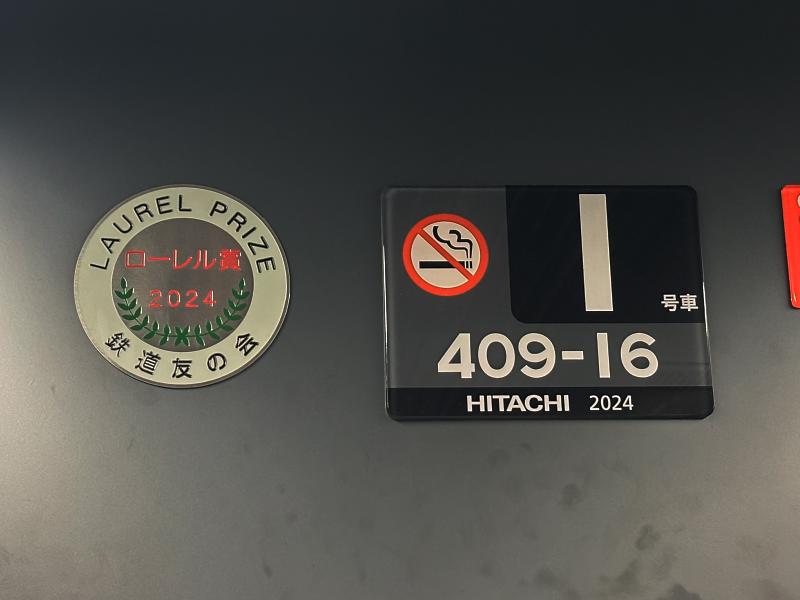 LAUREL PRIZE
ローレル賞
2024
鉄道友の会
1
号車
409-16
HITACHI 2024